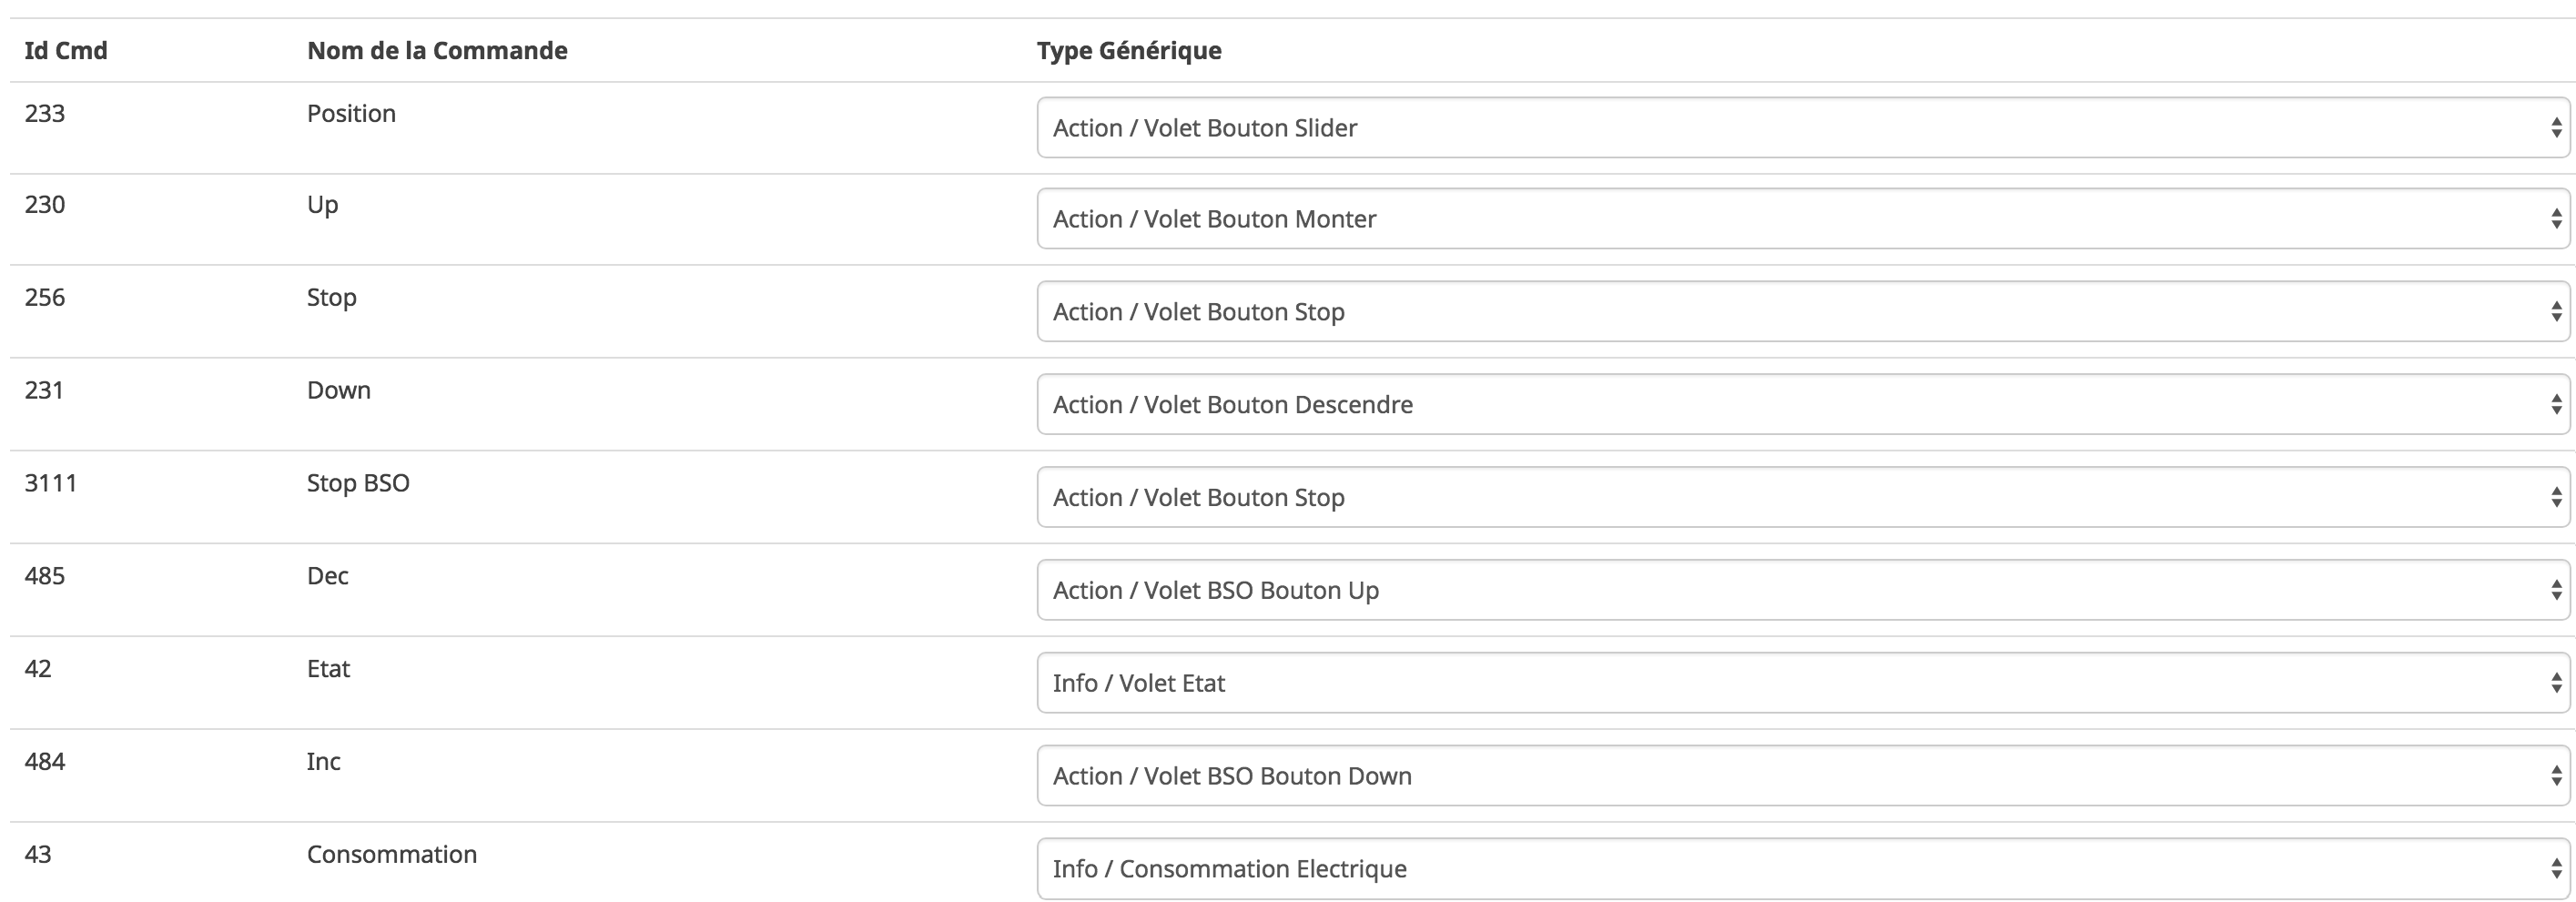 Id Cmd Nom de la Commande Type Générique
233 Position Action / Volet Bouton Slider
230 Up Action / Volet Bouton Monter
256 Stop Action / Volet Bouton Stop
231 Down Action / Volet Bouton Descendre
3111 Stop BSO Action / Volet Bouton Stop
485 Dec Action / Volet BSO Bouton Up
42 Etat Info / Volet Etat
484 Inc Action / Volet BSO Bouton Down
43 Consommation Info / Consommation Electrique